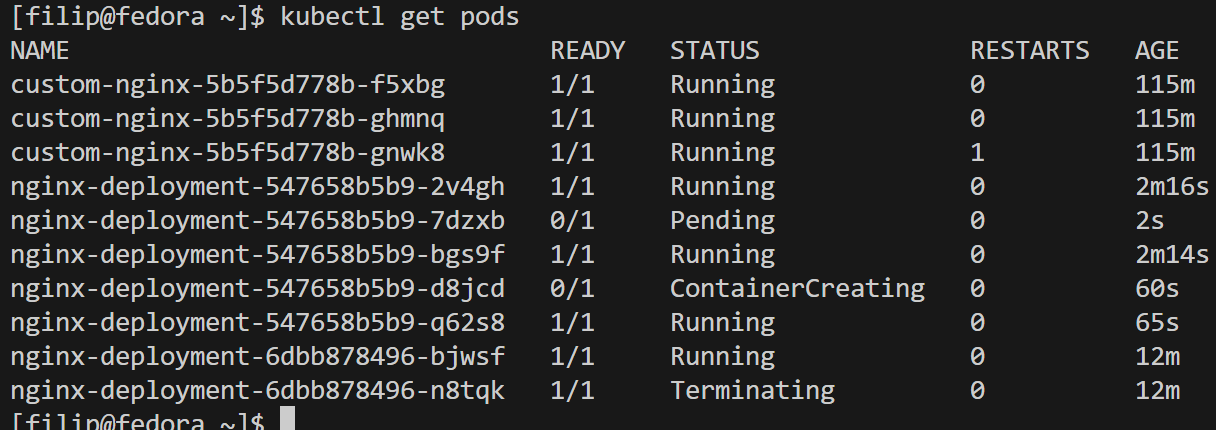 [filip@fedora ~]$ kubectl get pods
NAME READY STATUS RESTARTS AGE
custom-nginx-5b5f5d778b-f5xbg 1/1 Running 0 115m
custom-nginx-5b5f5d778b-ghmnq 1/1 Running 0 115m
custom-nginx-5b5f5d778b-gnwk8 1/1 Running 1 115m
nginx-deployment-547658b5b9-2v4gh 1/1 Running 0 2m16s
nginx-deployment-547658b5b9-7dzxb 0/1 Pending 0 2s
nginx-deployment-547658b5b9-bgs9f 1/1 Running 0 2m14s
nginx-deployment-547658b5b9-d8jcd 0/1 ContainerCreating 0 60s
nginx-deployment-547658b5b9-q62s8 1/1 Running 0 65s
nginx-deployment-6dbb878496-bjwsf 1/1 Running 0 12m
nginx-deployment-6dbb878496-n8tqk 1/1 Terminating 0 12m
[filip@fedora ~]$